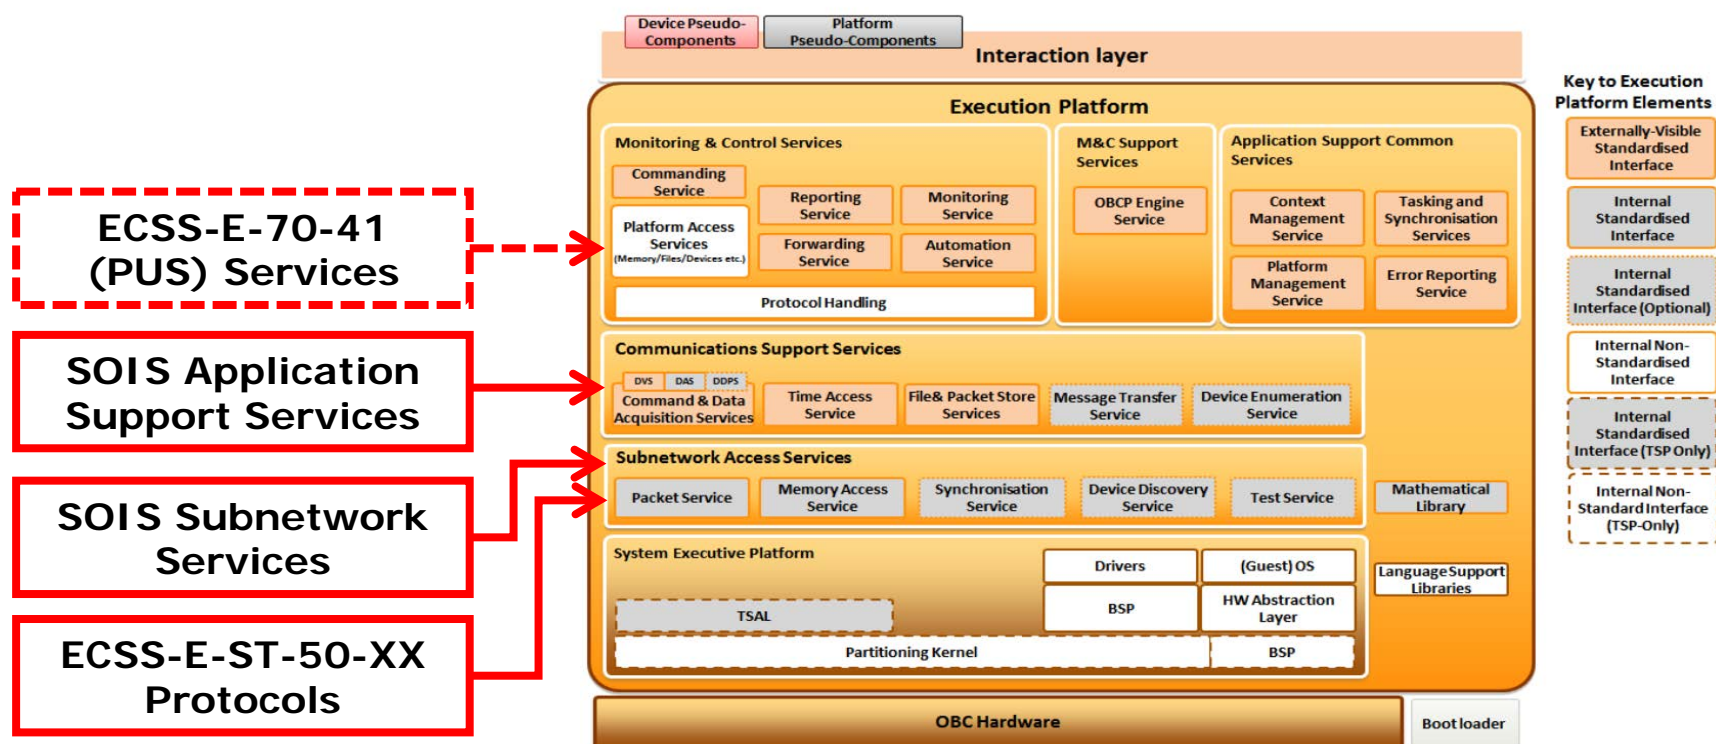 Device Pseudo-
Components
Platform
Pseudo-Components
Interaction layer
Execution Platform
Monitoring & Control Services
Commanding
Service
Platform Access
Services
(Memory/Files/Devices etc.)
Reporting
Service
Monitoring
Service
Forwarding
Service
Automation
Service
Protocol Handling
M&C Support
Services
OBCP Engine
Service
Application Support Common
Services
Context
Management
Service
Tasking and
Synchronisation
Services
Platform
Management
Service
Error Reporting
Service
Communications Support Services
DVS
DAS
DDPS
Command & Data
Acquisition Services
Time Access
Service
File& Packet Store
Services
Message Transfer
Service
Device Enumeration
Service
Subnetwork Access Services
Packet Service
Memory Access
Service
Synchronisation
Service
Device Discovery
Service
Test Service
Mathematical
Library
System Executive Platform
Drivers
(Guest) OS
TSAL
BSP
HW Abstraction
Layer
Language Support
Libraries
Partitioning Kernel
BSP
OBC Hardware
Boot loader
ECSS-E-70-41
(PUS) Services
SOIS Application
Support Services
SOIS Subnetwork
Services
ECSS-E-ST-50-XX
Protocols
Key to Execution
Platform Elements
Externally-Visible
Standardised
Interface
Internal
Standardised
Interface
Internal
Standardised
Interface (Optional)
Internal Non-
Standardised
Interface
Internal
Standardised
Interface (TSP Only)
Internal Non-
Standard Interface
(TSP-Only)